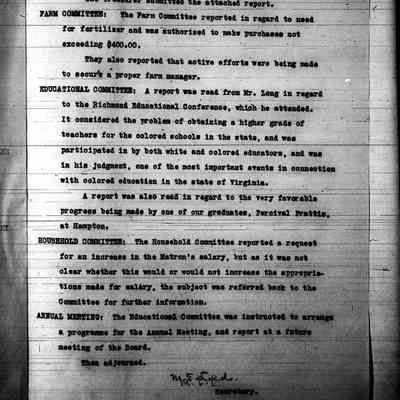 the attached report.
FARM COMMITTEE: The Farm Committee reported in regard to need
for fertilizer and was authorized to make purchases not
exceeding $400.00.
They also reported that active efforts were being made
to secure a proper farm manager.
EDUCATIONAL COMMITTEE: A report was read from Mr. Long in regard
to the Richmond Educational Conference, which he attended.
It considered the problem of obtaining a higher grade of
teachers for the colored schools in the state, and was
participated in by both white and colored educators, and was
in his judgment, one of the most important events in connection
with colored education in the state of Virginia.
A report was also read in regard to the very favorable
progress being made by one of our graduates, Percival Prattis,
at Hampton.
HOUSEHOLD COMMITTEE: The Household Committee reported a request
for an increase in the Matron's salary, but as it was not
clear whether this would or would not increase the appropria-
tions made for salary, the subject was referred back to the
Committee for further information.
ANNUAL MEETING: The Educational Committee was instructed to arrange
a programme for the Annual Meeting, and report at a future
meeting of the Board.
Then adjourned.
Secretary.